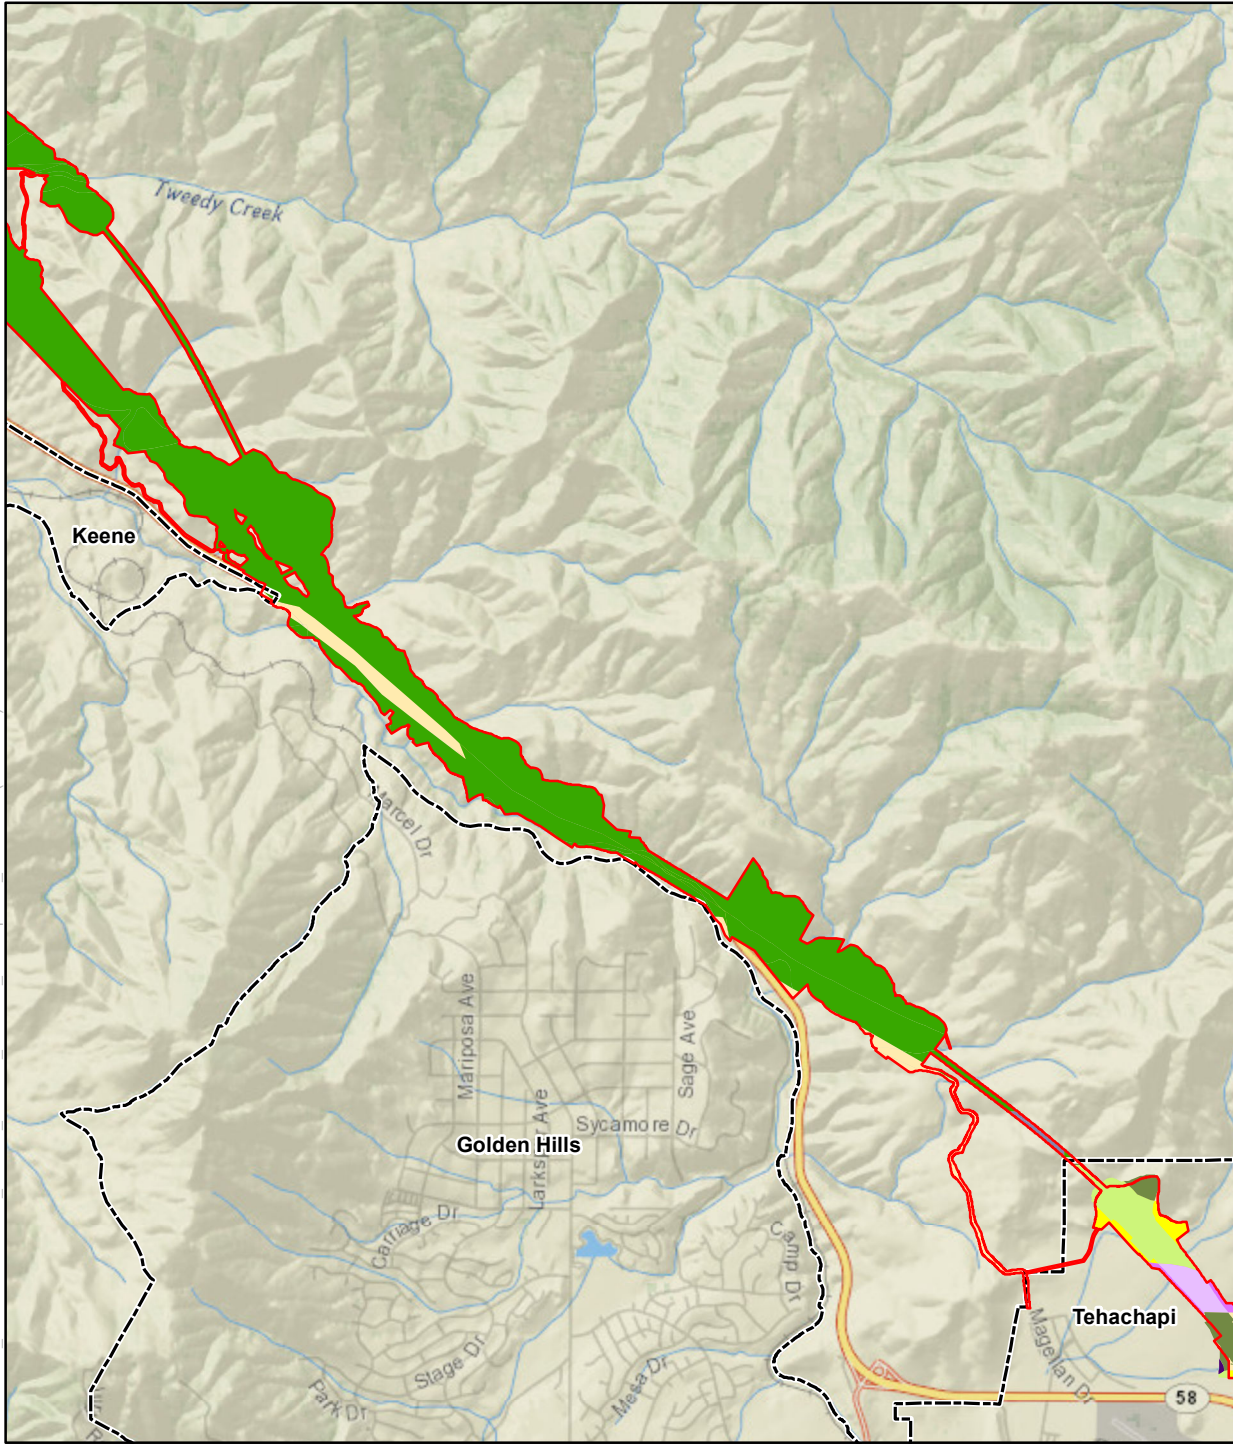 Tweedy Creek
Keene
Marcel Dr
Mariposa Ave
Sage Ave
Larkspur Ave
Sycamore Dr
Golden Hills
Carriage Dr
Camp Dr
Tehachapi
Magellan Dr
Stage Dr
Mesa Dr
Park Dr
58